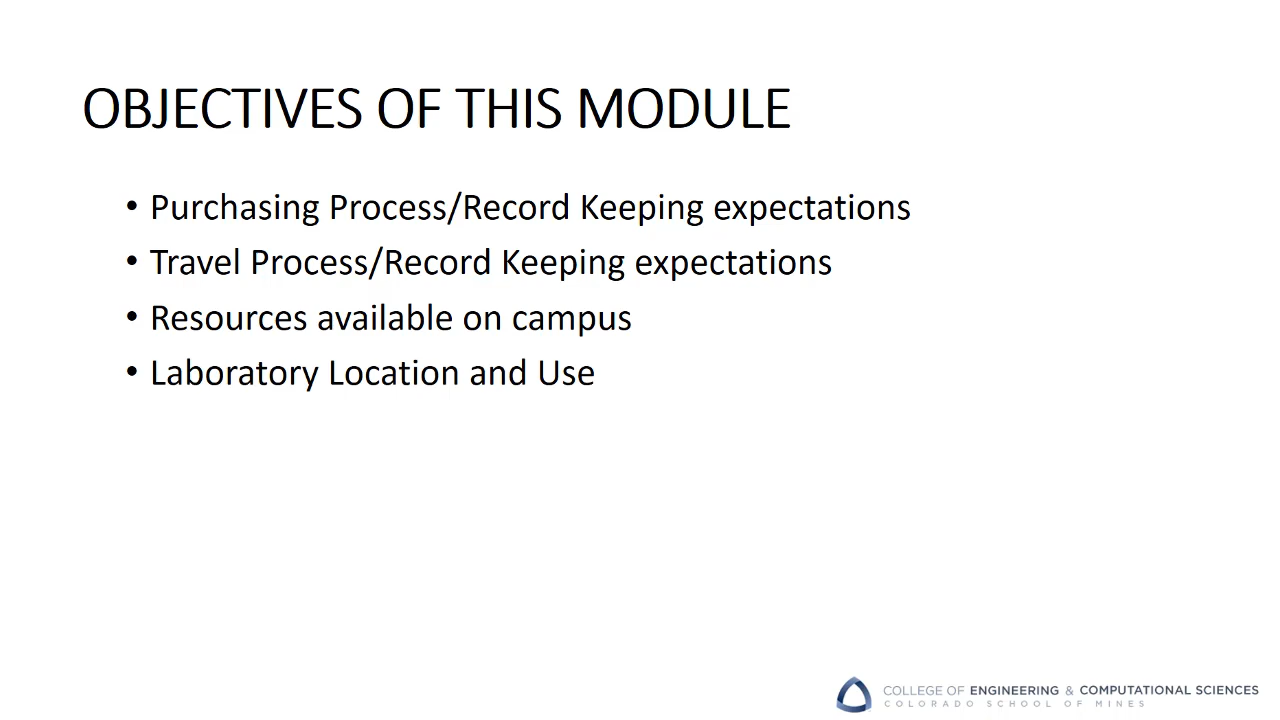 OBJECTIVES OF THIS MODULE
• Purchasing Process/Record Keeping expectations
• Travel Process/Record Keeping expectations
• Resources available on campus
• Laboratory Location and Use
COLLEGE OF ENGINEERING & COMPUTATIONAL SCIENCES
COLORADO SCHOOL OF MINES